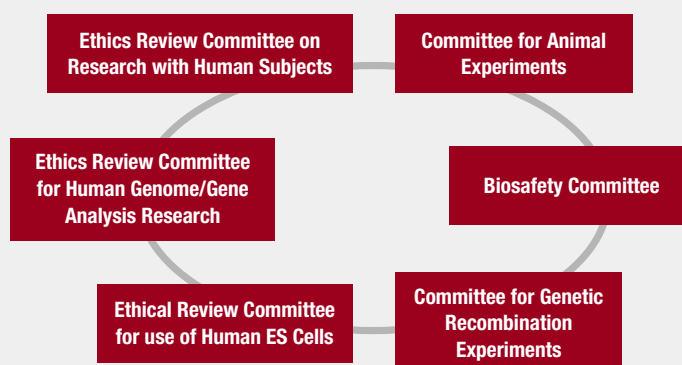 Ethics Review Committee on
Research with Human Subjects
Committee for Animal
Experiments
Ethics Review Committee
for Human Genome/Gene
Analysis Research
Biosafety Committee
Ethical Review Committee
for use of Human ES Cells
Committee for Genetic
Recombination
Experiments